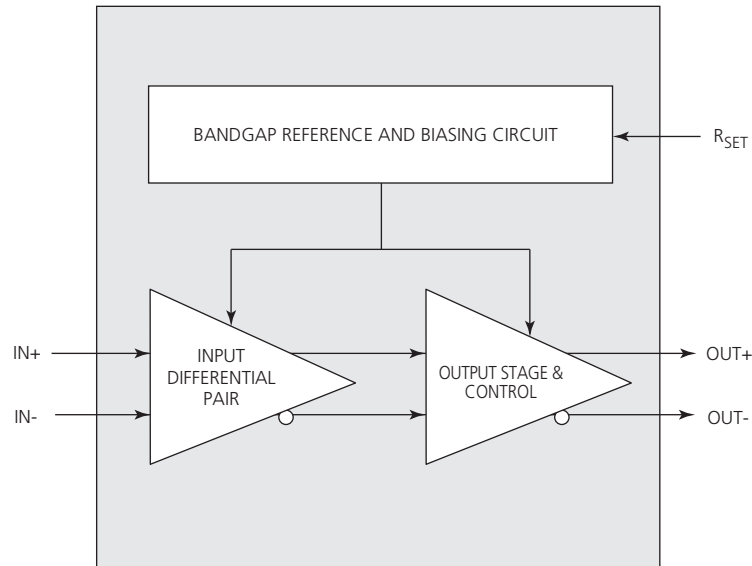 BANDGAP REFERENCE AND BIASING CIRCUIT
RSET
IN+
IN-
INPUT
DIFFERENTIAL
PAIR
OUTPUT STAGE &
CONTROL
OUT+
OUT-